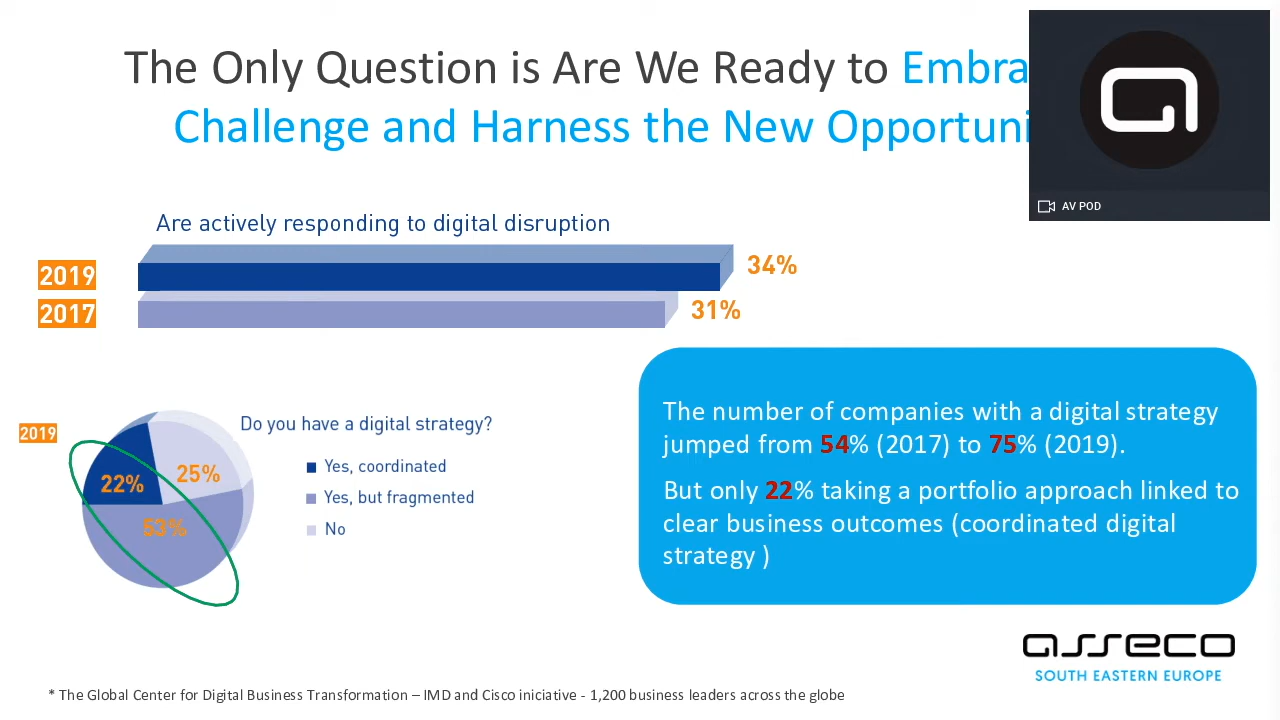 The Only Question is Are We Ready to
Challenge and Harness the New
AV POD
Are actively responding to digital disruption
2019
34%
2017
31%
2019
Do you have a digital strategy?
22%
25%
53%
Yes, coordinated
Yes, but fragmented
No
The number of companies with a digital strategy
jumped from 54% (2017) to 75% (2019).
But only 22% taking a portfolio approach linked to
clear business outcomes (coordinated digital
strategy )
asseco
SOUTH EASTERN EUROPE
* The Global Center for Digital Business Transformation – IMD and Cisco iniciative - 1,200 business leaders across the globe